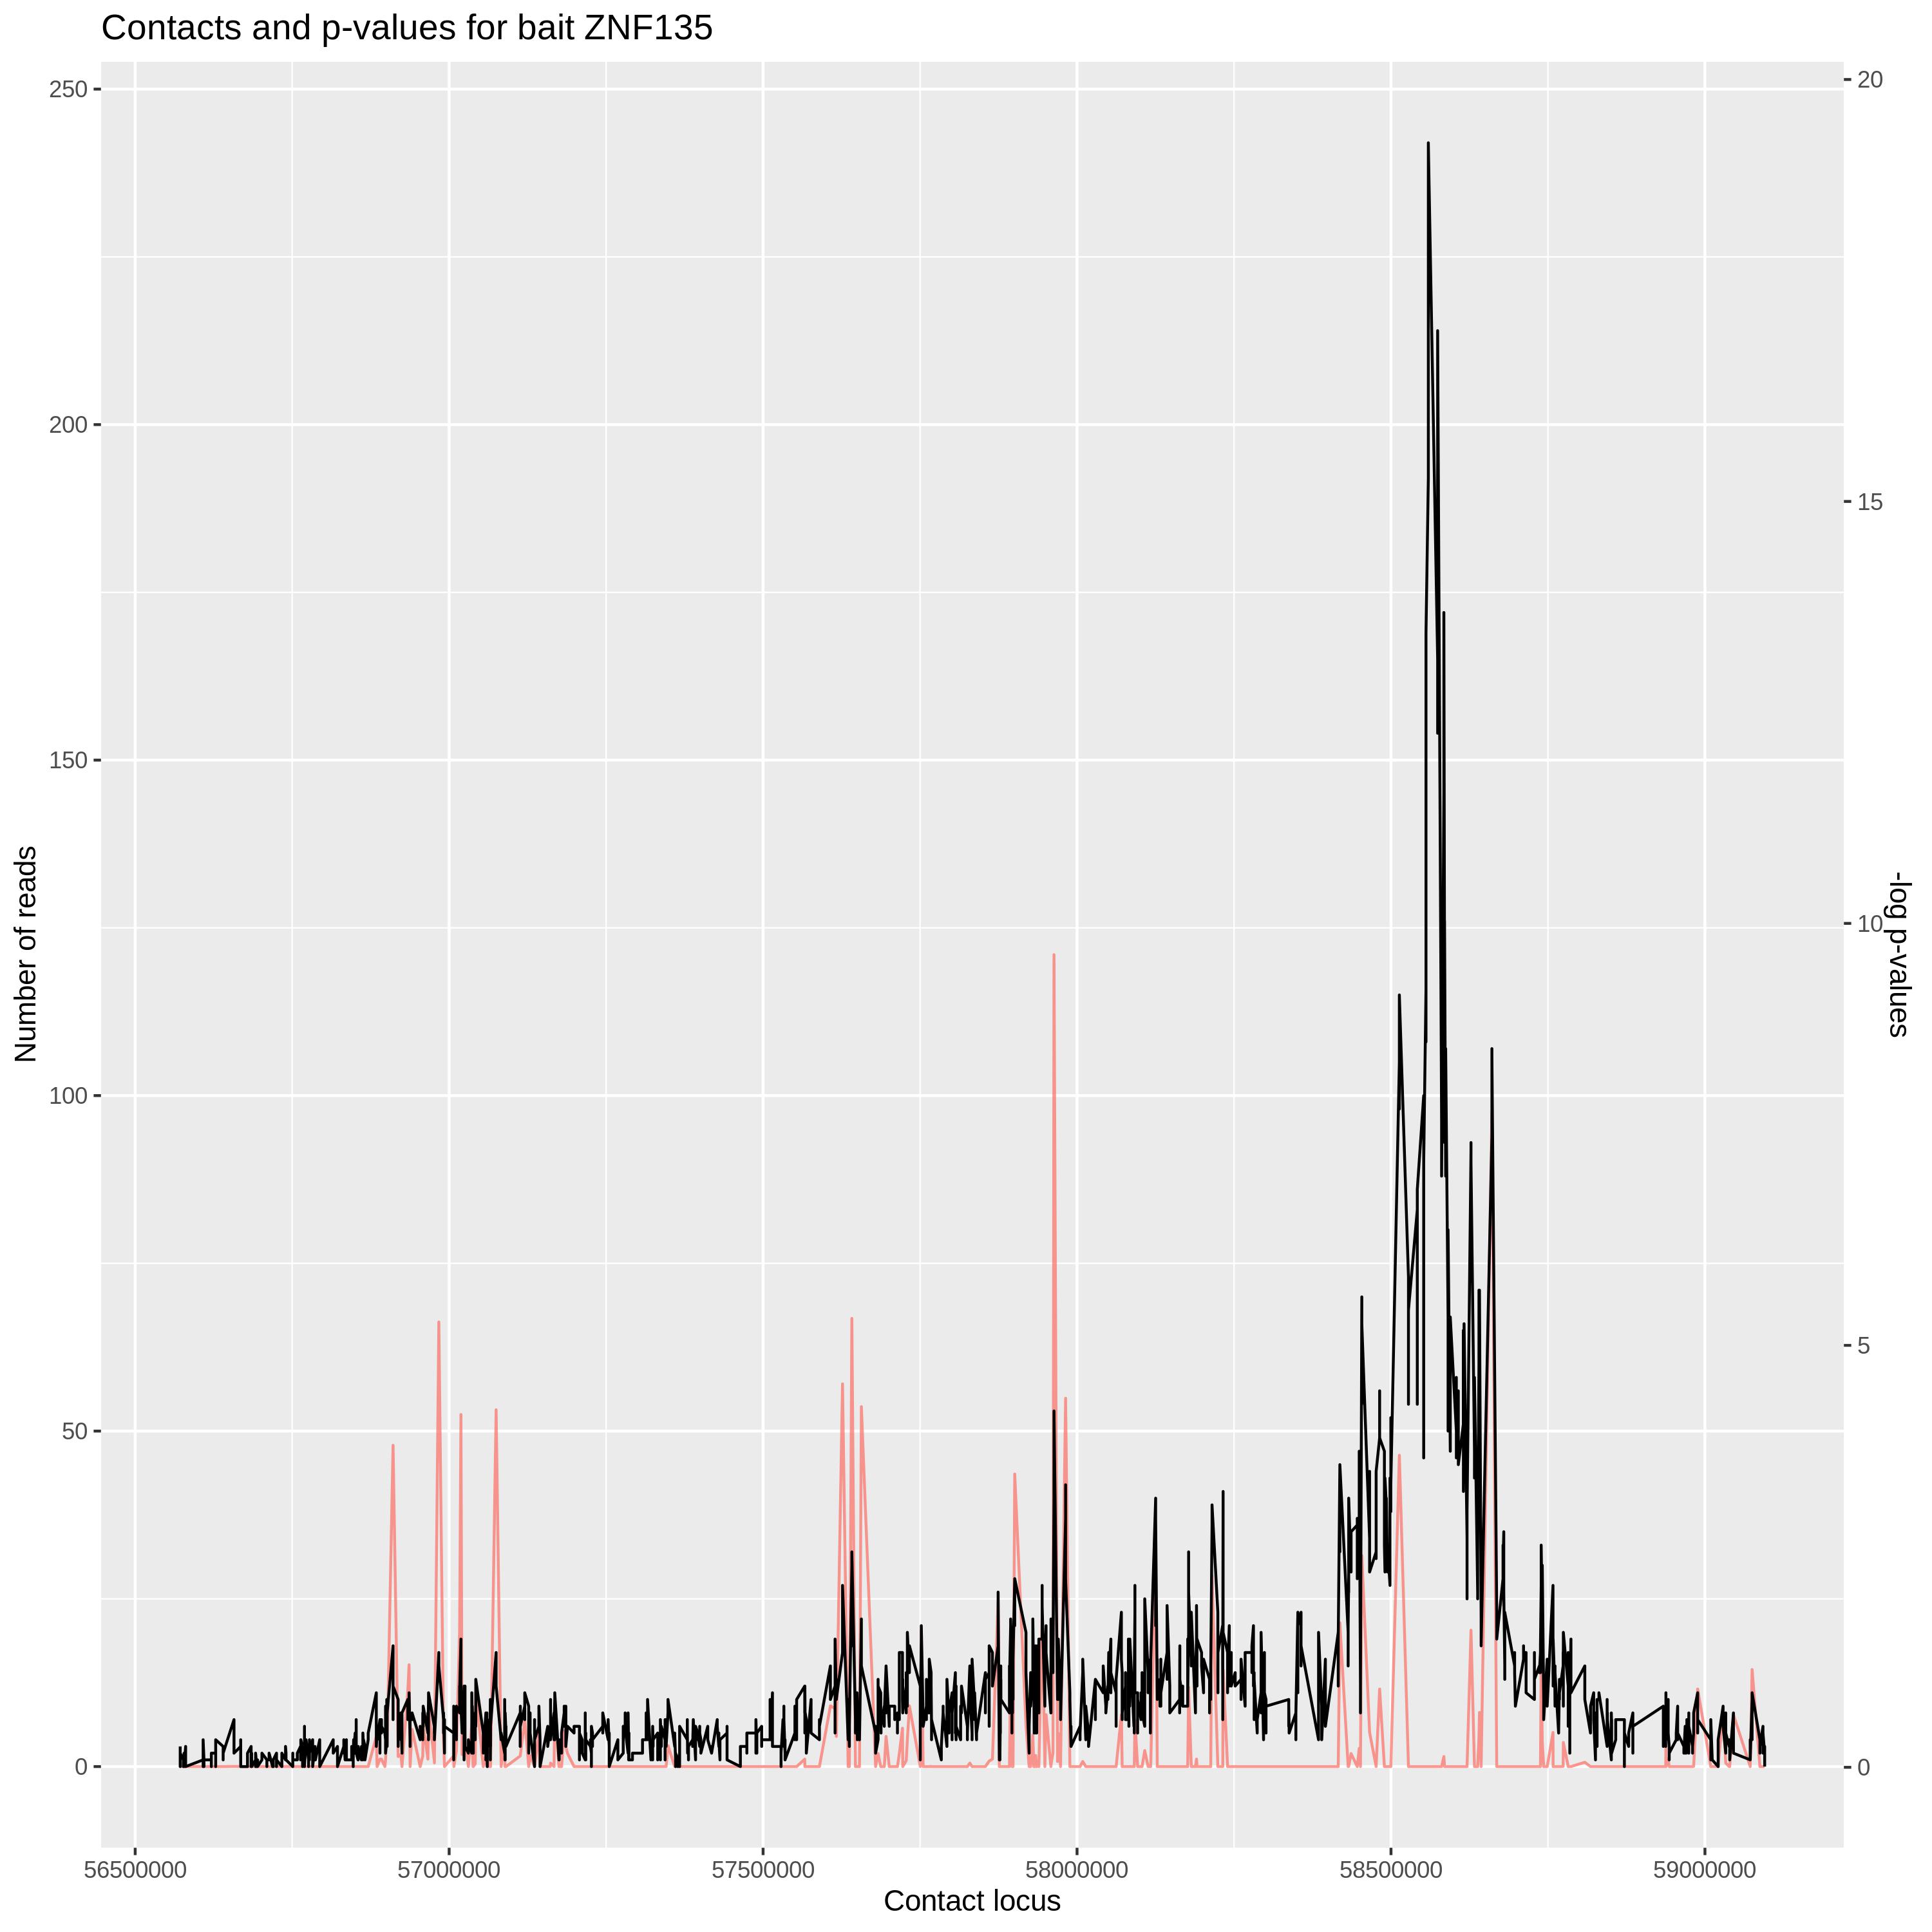 Contacts and p-values for bait ZNF135
250
200
150
100
50
0
Number of reads
20
15
10
5
0
-log p-values
56500000 57000000 57500000 58000000 58500000 59000000
Contact locus